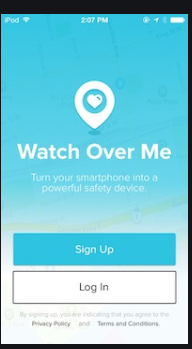 iPod 2:07 PM
Watch Over Me
Turn your smartphone into a
powerful safety device.
Sign Up
Log In
By signing up, you are indicating that you agree to the
Privacy Policy and Terms and Conditions.